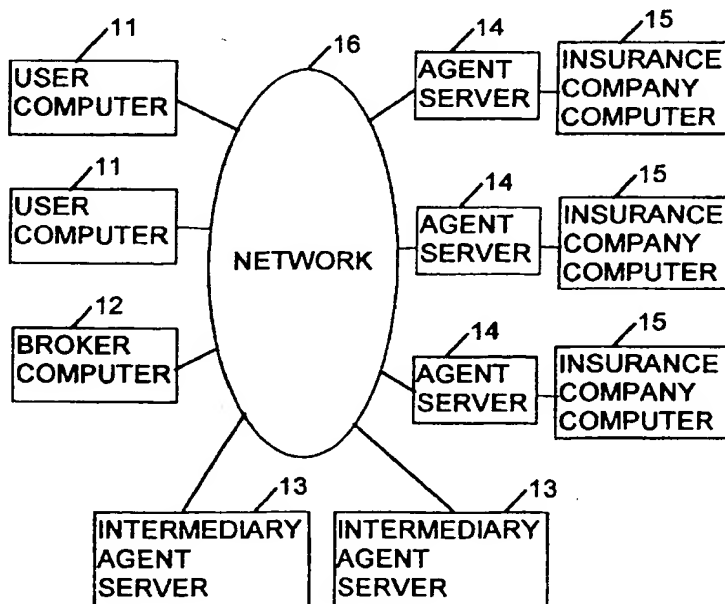 11
USER
COMPUTER
11
USER
COMPUTER
12
BROKER
COMPUTER
16
NETWORK
14
AGENT
SERVER
15
INSURANCE
COMPANY
COMPUTER
14
AGENT
SERVER
15
INSURANCE
COMPANY
COMPUTER
14
AGENT
SERVER
15
INSURANCE
COMPANY
COMPUTER
13
INTERMEDIARY
AGENT
SERVER
13
INTERMEDIARY
AGENT
SERVER